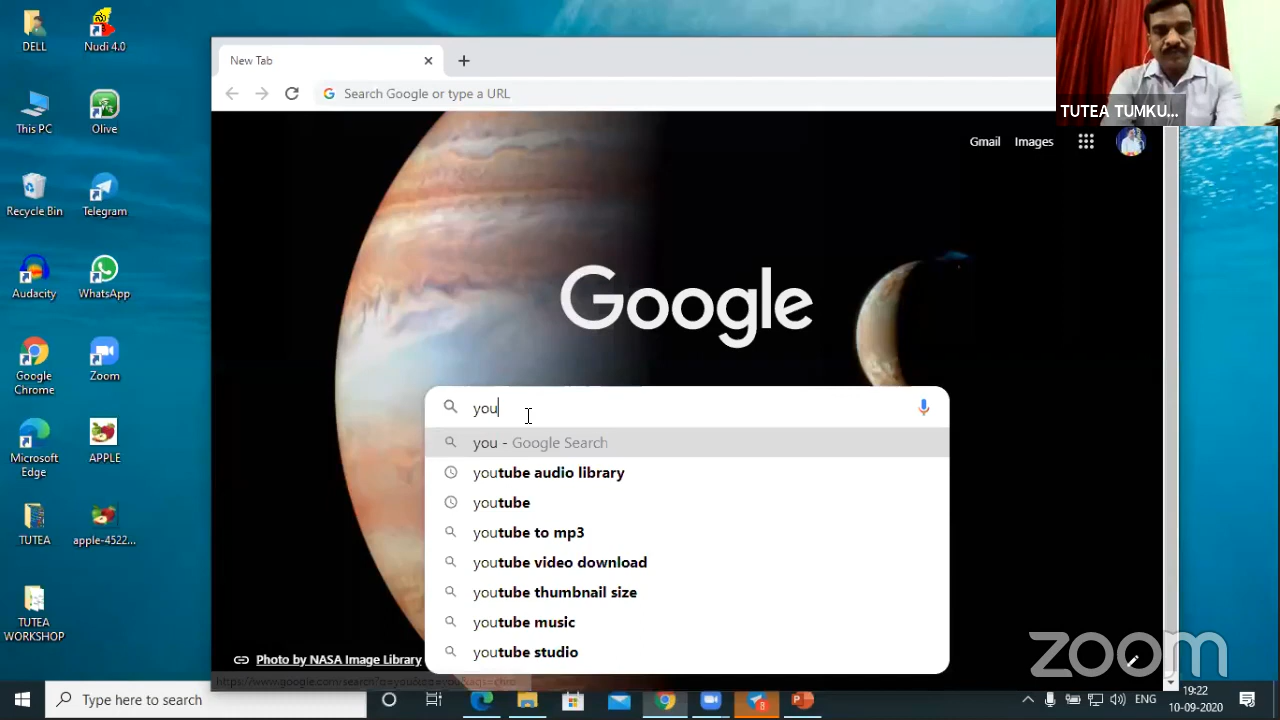 DELL
Nudi 4.0
This PC
Olive
Recycle Bin
Telegram
Audacity
WhatsApp
Google
Chrome
Zoom
Microsoft
Edge
APPLE
TUTEA
apple-4522...
TUTEA
WORKSHOP
New Tab
Search Google or type a URL
TUTEA TUMKU...
Gmail
Images
Google
you
you - Google Search
youtube audio library
youtube
youtube to mp3
youtube video download
youtube thumbnail size
youtube music
youtube studio
Photo by NASA Image Library
zoom
Type here to search
ENG
19:22
10-09-2020